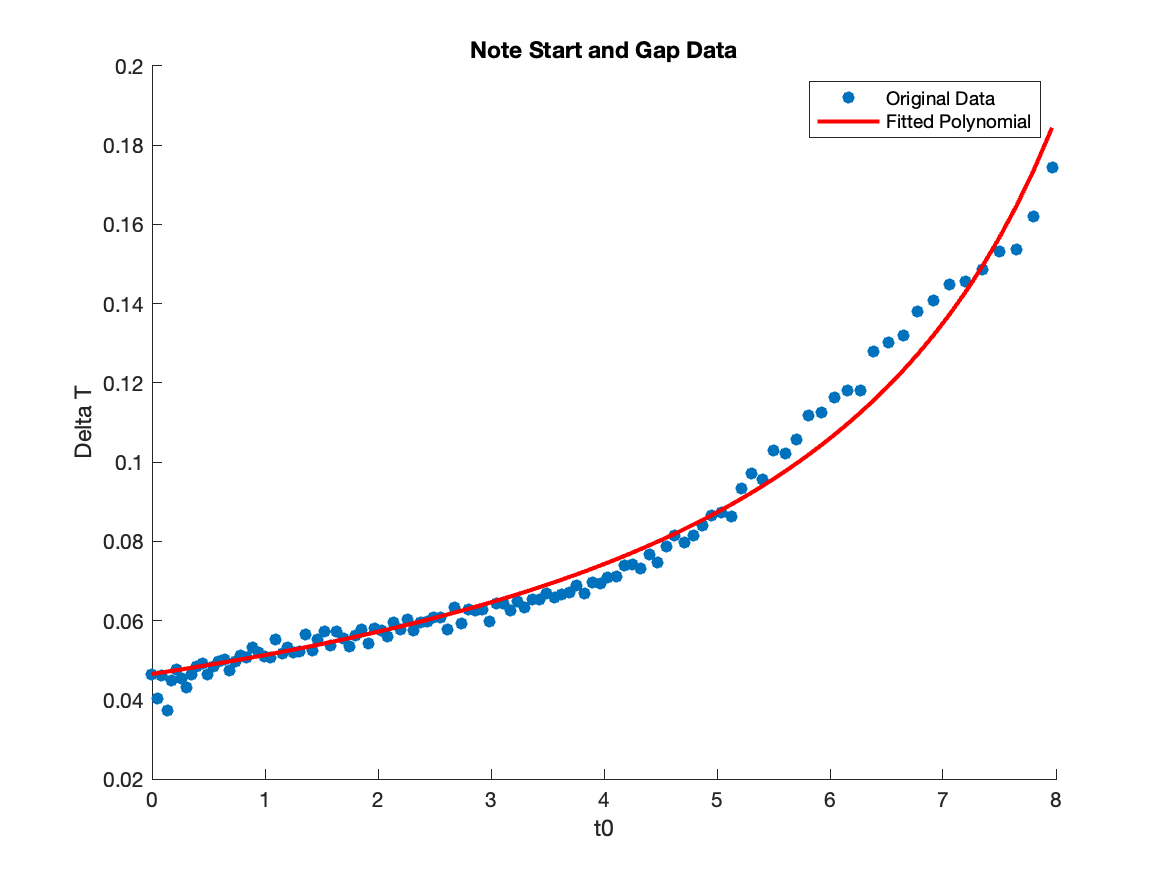 Note Start and Gap Data
0.2
0.18
0.16
0.14
0.12
0.1
0.08
0.06
0.04
0.02
Delta T
Original Data
Fitted Polynomial
0 1 2 3 4 5 6 7 8
t0